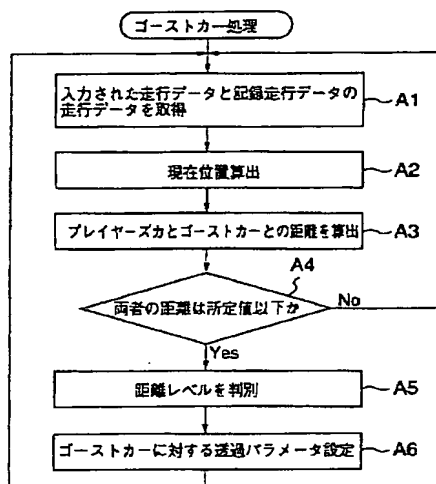 ゴーストカー処理
入力された走行データと記録走行データの
走行データを取得
A1
現在位置算出
A2
プレイヤーズカとゴーストカーとの距離を算出
A3
A4
両者の距離は所定値以下か
No
Yes
距離レベルを判別
A5
ゴーストカーに対する透過パラメータ設定
A6